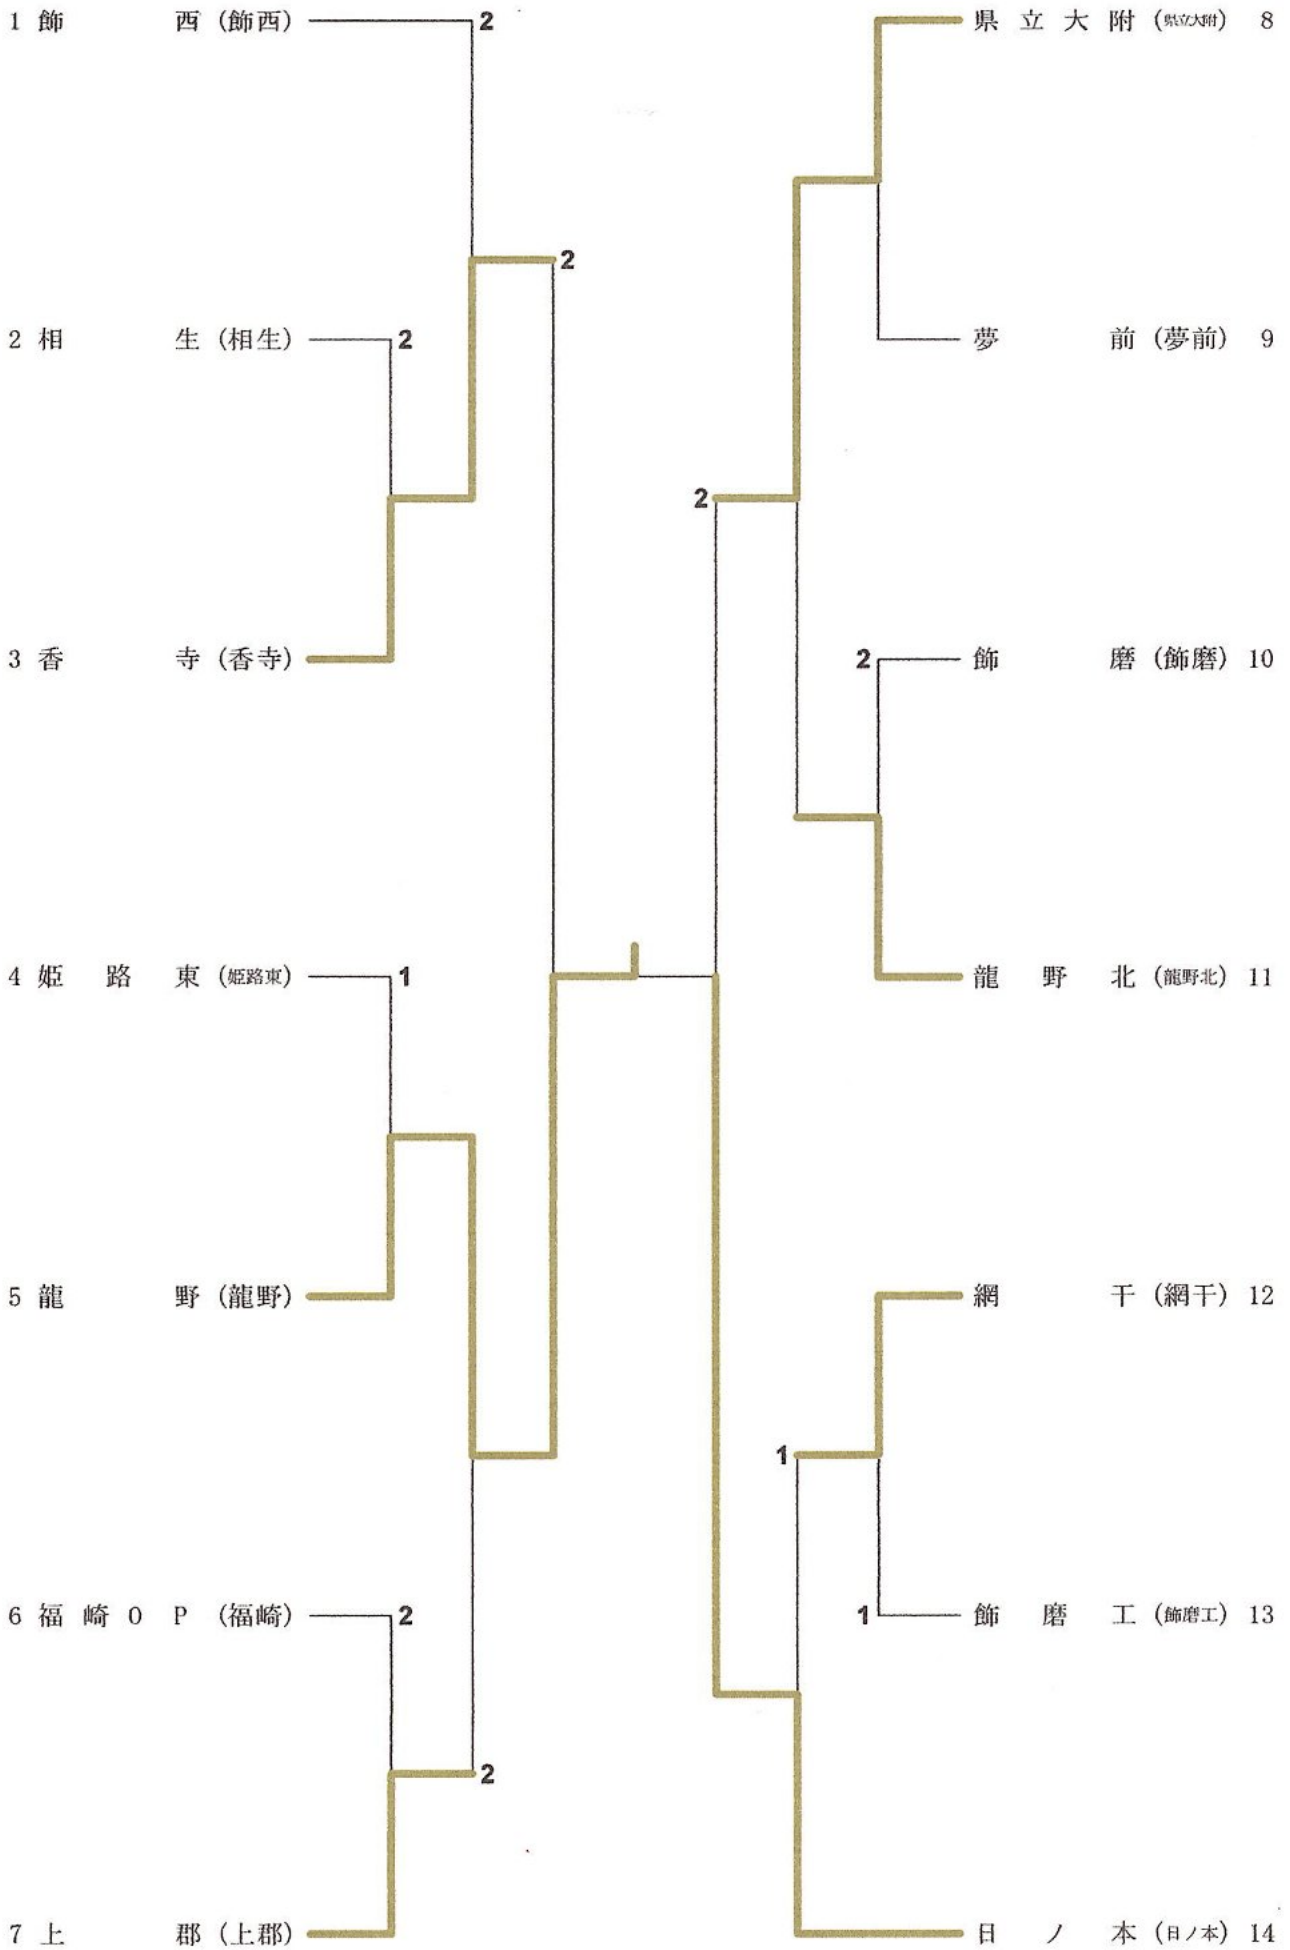 1 飾 西 (飾西) 2
県 立 大 附 (県立大附) 8
2
2 相 生 (相生) 2
夢 前 (夢前) 9
2
3 香 寺 (香寺)
2 飾 磨 (飾磨) 10
4 姫 路 東 (姫路東) 1
龍 野 北 (龍野北) 11
5 龍 野 (龍野)
網 干 (網干) 12
1
6 福 崎 O P (福崎) 2
1 飾 磨 工 (飾磨工) 13
2
7 上 郡 (上郡)
日 ノ 本 (日ノ本) 14